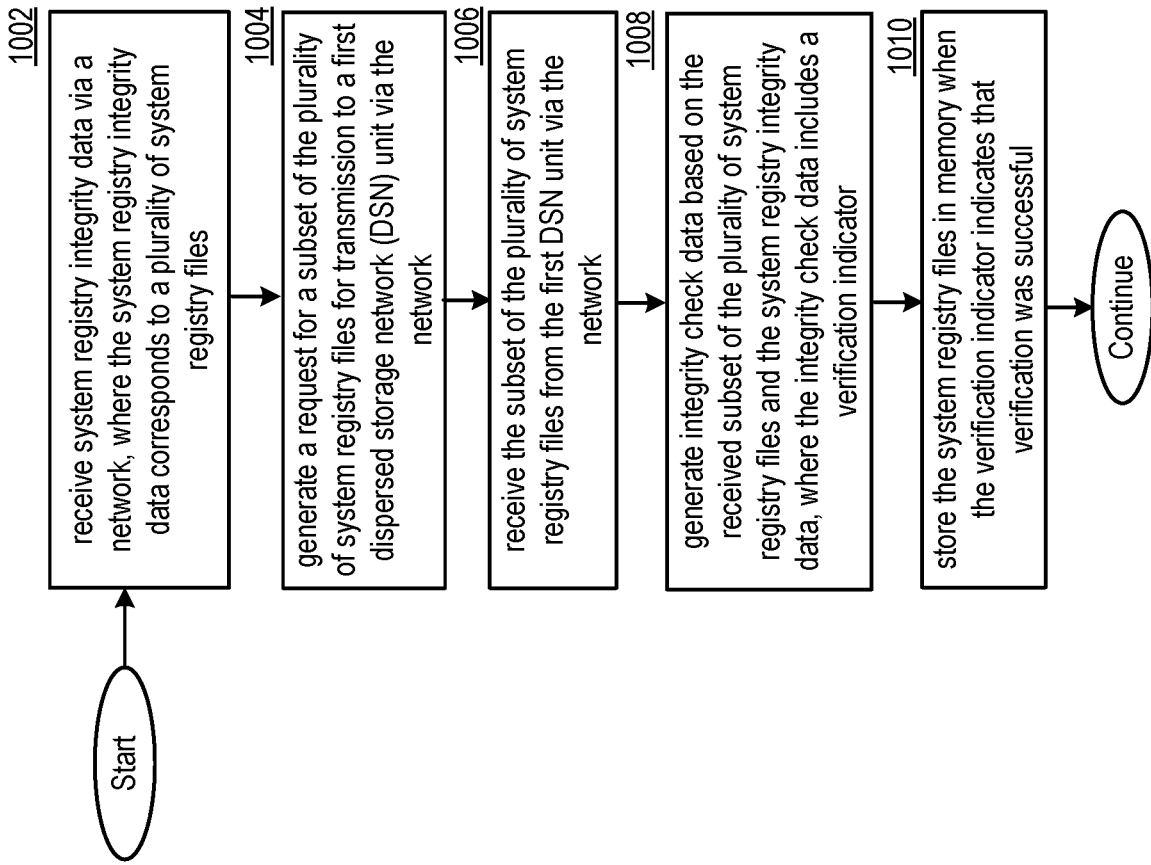 Start
1002
receive system registry integrity data via a
network, where the system registry integrity
data corresponds to a plurality of system
registry files
1004
generate a request for a subset of the plurality
of system registry files for transmission to a first
dispersed storage network (DSN) unit via the
network
1006
receive the subset of the plurality of system
registry files from the first DSN unit via the
network
1008
generate integrity check data based on the
received subset of the plurality of system
registry files and the system registry integrity
data, where the integrity check data includes a
verification indicator
1010
store the system registry files in memory when
the verification indicator indicates that
verification was successful
Continue